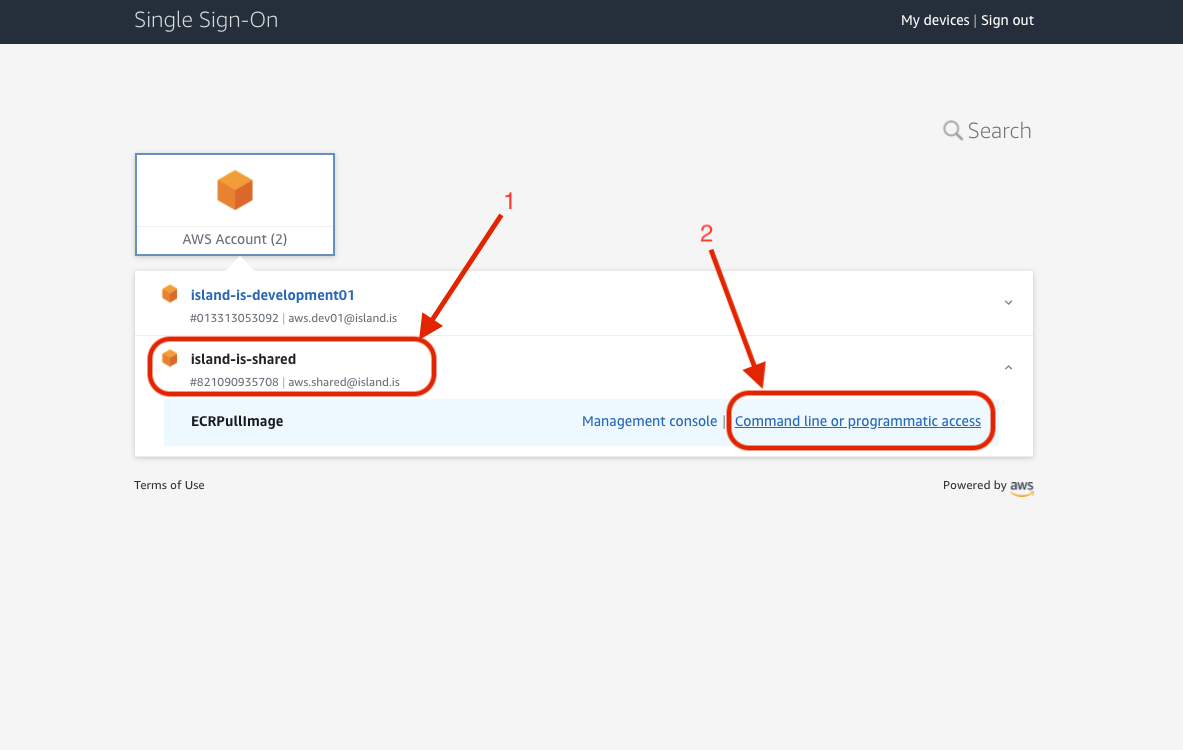 Single Sign-On
My devices | Sign out
Search
1
2
AWS Account (2)
island-is-development01
#013313053092 | aws.dev01@island.is
island-is-shared
#821090935708 | aws.shared@island.is
ECRPullImage
Management console | Command line or programmatic access
Terms of Use
Powered by aws